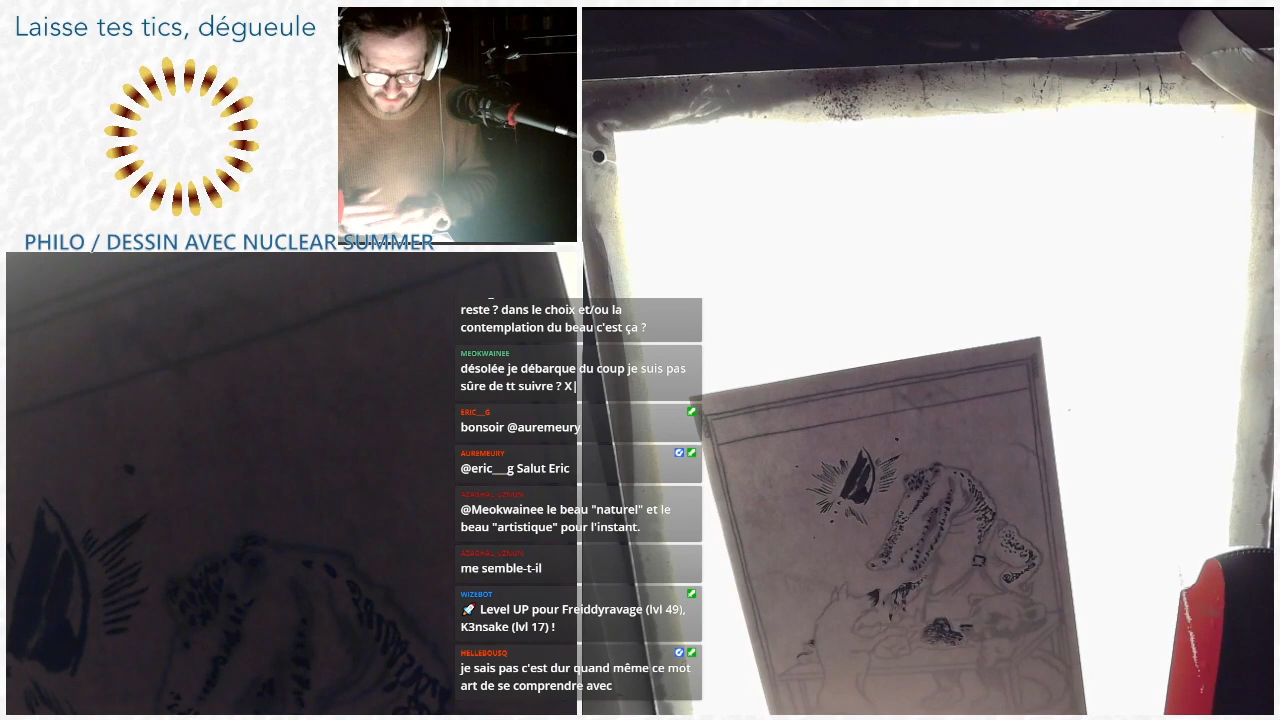 Laisse tes tics, dégueule
PHILO / DESSIN AVEC NUCLEAR SUMMER
reste ? dans le choix et/ou la
contemplation du beau c'est ça ?
MEOKWAINEE
désolée je débarque du coup je suis pas
sûre de tt suivre ? X|
ERIC__G
bonsoir @auremeury
AUREMEURY
@eric__g Salut Eric
AZAGHAL_UZNUN
@Meokwainee le beau "naturel" et le
beau "artistique" pour l'instant.
AZAGHAL_UZNUN
me semble-t-il
WIZEBOT
🚀 Level UP pour Freiddyravage (lvl 49),
K3nsake (lvl 17) !
HELLEBOUSQ
je sais pas c'est dur quand même ce mot
art de se comprendre avec